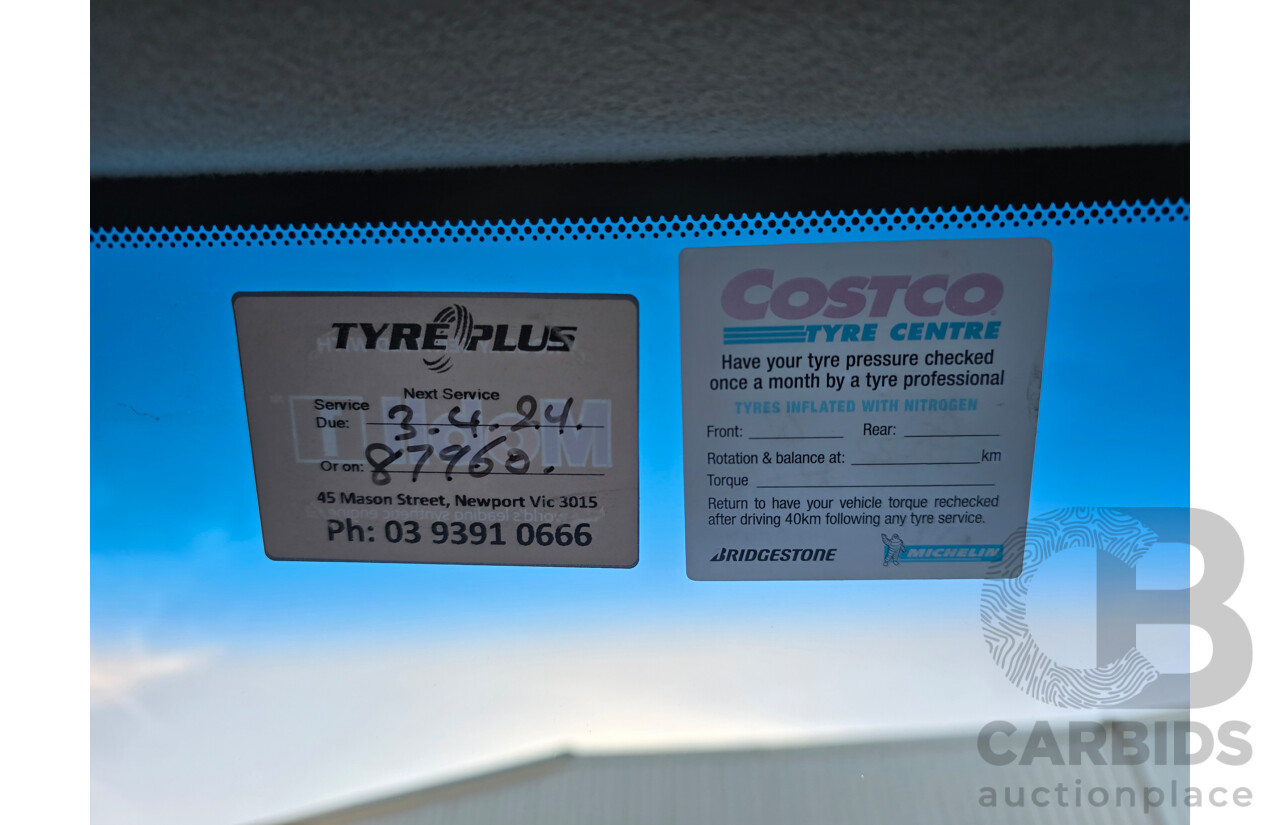 TYREPLUS
Next Service
Service
Due: 3.4.24.
Or on: 87960.
45 Mason Street, Newport Vic 3015
Ph: 03 9391 0666
COSTCO
TYRE CENTRE
Have your tyre pressure checked
once a month by a tyre professional
TYRES INFLATED WITH NITROGEN
Front: Rear:
Rotation & balance at: km
Torque
Return to have your vehicle torque rechecked
after driving 40km following any tyre service.
BRIDGESTONE MICHELIN
CB
CARBIDS
auctionplace